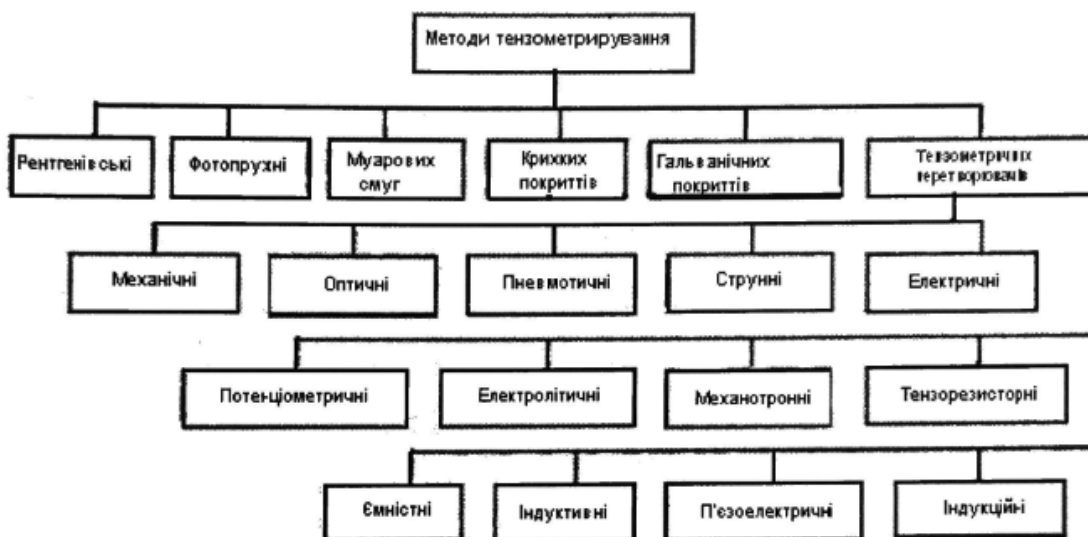 Методи тензометрирування
Рентгенівські
Фотопружні
Муарових
смуг
Крихких
покриттів
Гальванічних
покриттів
Тензометричних
перетворювачів
Механічні
Оптичні
Пневмотичні
Струнні
Електричні
Потенціометричні
Електролітичні
Механотронні
Тензорезисторні
Ємністні
Індуктивні
П'єзоелектричні
Індукційні